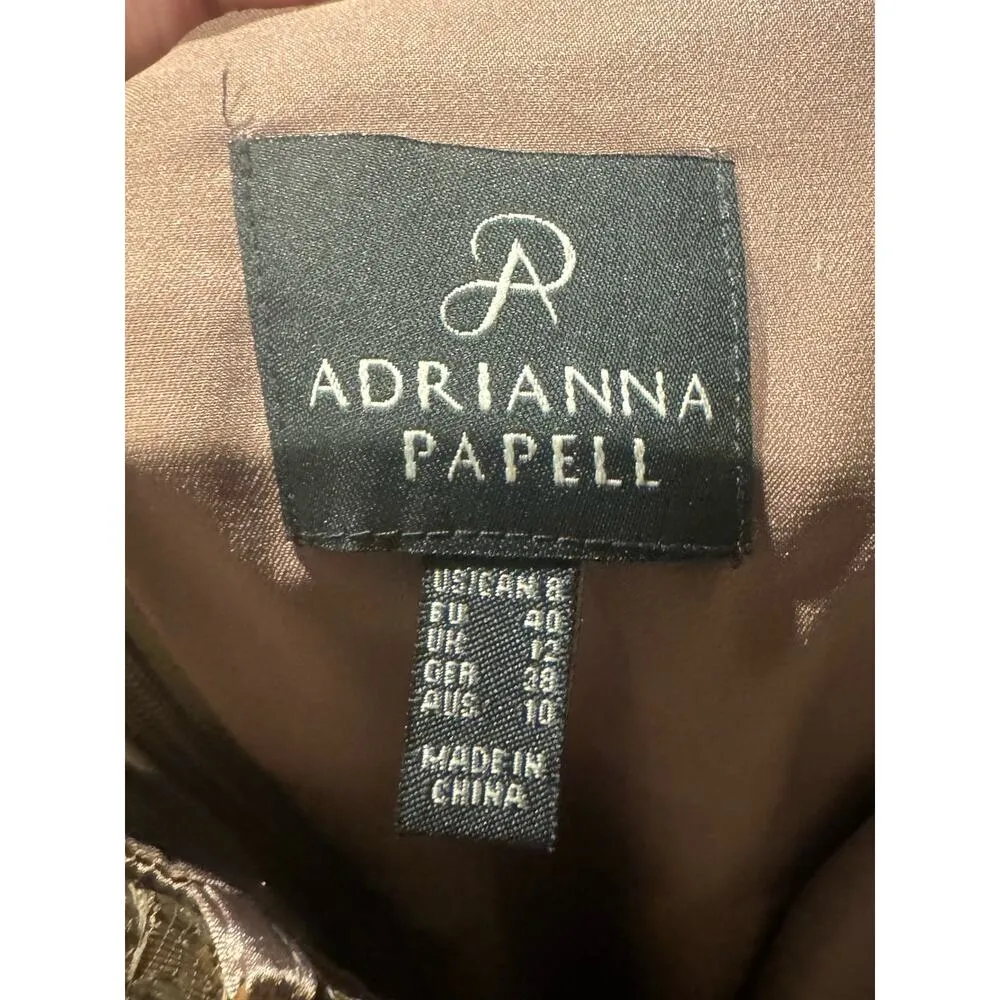 ADRIANNA
PAPELL
US/CAN 8
EU 40
UK 12
GER 38
AUS 10
MADE IN
CHINA